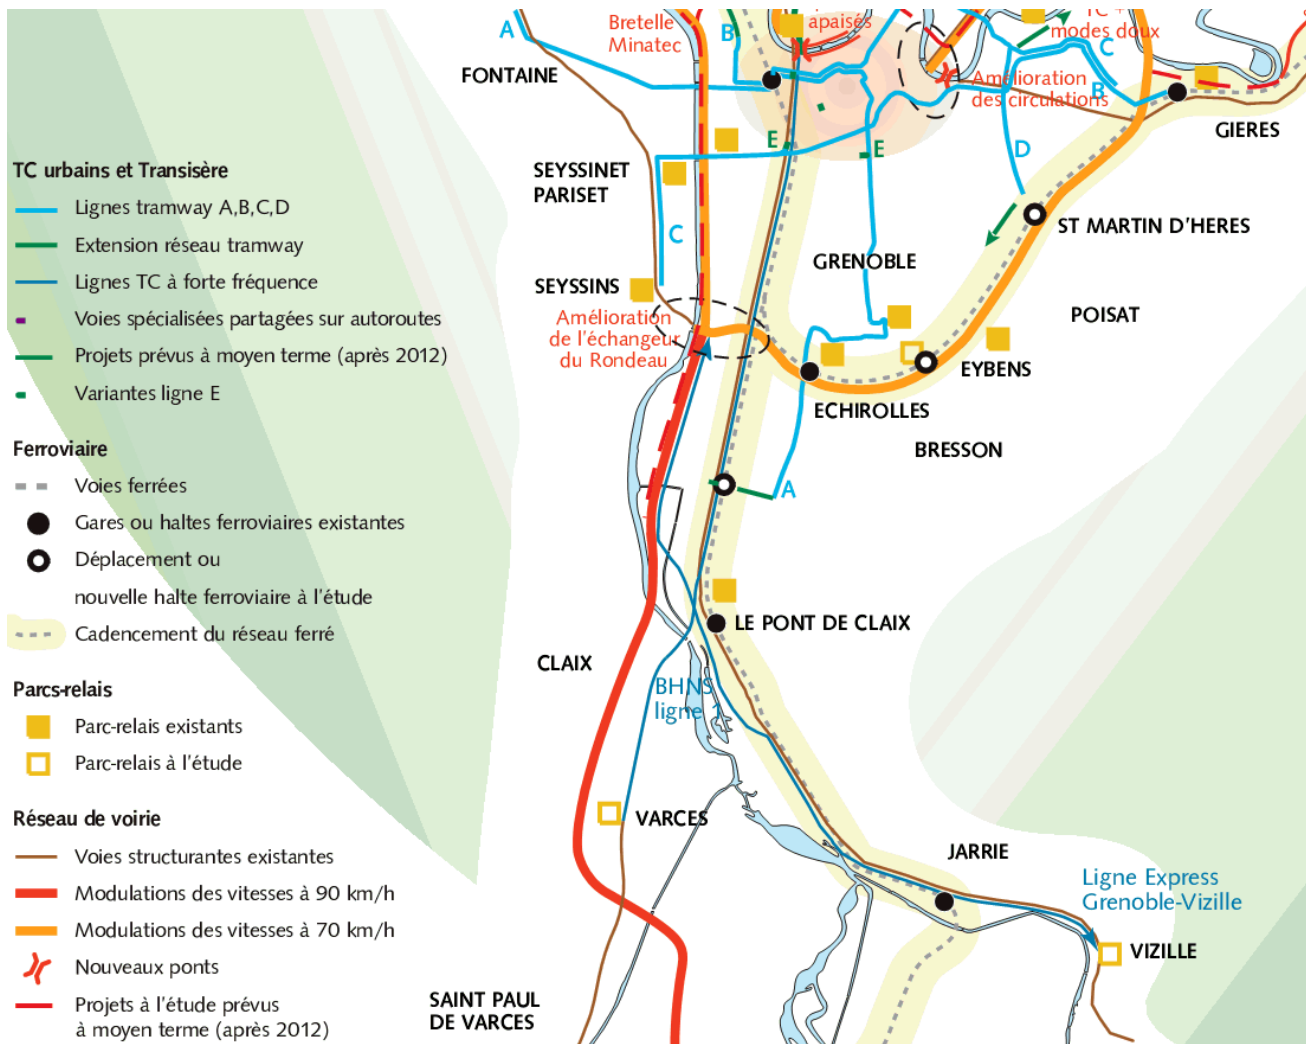 TC urbains et Transisère
Lignes tramway A,B,C,D
Extension réseau tramway
Lignes TC à forte fréquence
Voies spécialisées partagées sur autoroutes
Projets prévus à moyen terme (après 2012)
Variantes ligne E
Ferroviaire
Voies ferrées
Gares ou haltes ferroviaires existantes
Déplacement ou
nouvelle halte ferroviaire à l'étude
Cadencement du réseau ferré
Parcs-relais
Parc-relais existants
Parc-relais à l'étude
Réseau de voirie
Voies structurantes existantes
Modulations des vitesses à 90 km/h
Modulations des vitesses à 70 km/h
Nouveaux ponts
Projets à l'étude prévus
à moyen terme (après 2012)
A
Bretelle
Minatec
B
apaisés
TC +
modes doux
C
FONTAINE
Amélioration
des circulations
B
GIERES
E
E
D
SEYSSINET
PARISET
C
ST MARTIN D'HERES
GRENOBLE
SEYSSINS
POISAT
Amélioration
de l'échangeur
du Rondeau
EYBENS
ECHIROLLES
BRESSON
A
LE PONT DE CLAIX
CLAIX
BHNS
ligne 1
VARCES
JARRIE
Ligne Express
Grenoble-Vizille
VIZILLE
SAINT PAUL
DE VARCES